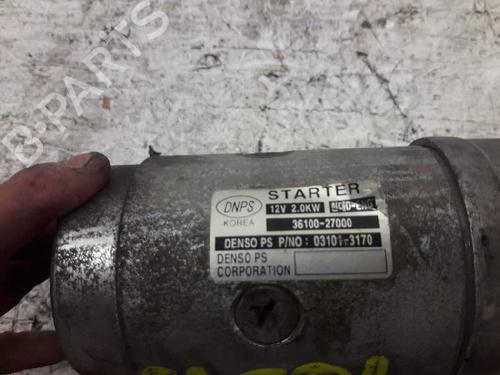 B-PARTS
STARTER
DNPS
12V 2.0KW
KOREA
36100-27000
DENSO PS P/NO: 03101-3170
DENSO PS
CORPORATION